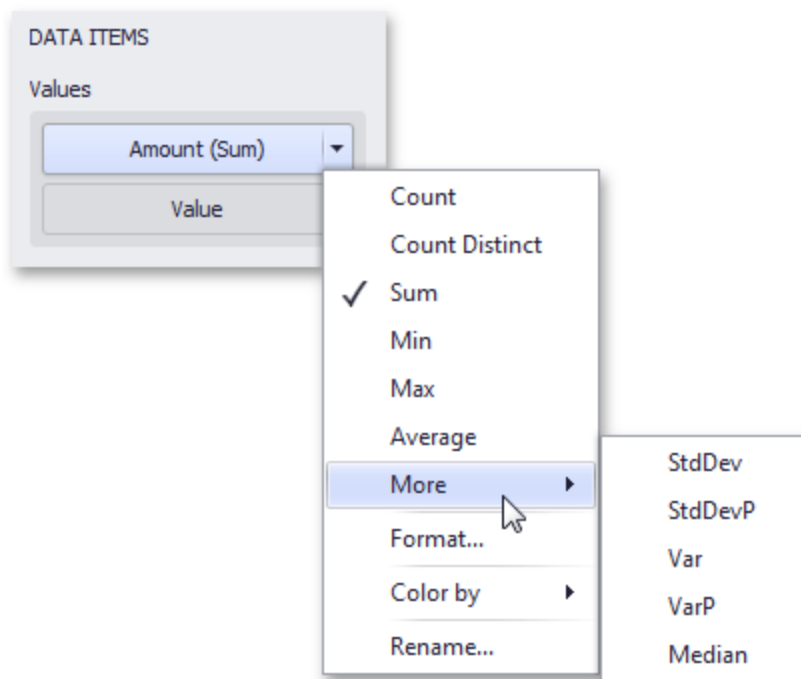 DATA ITEMS
Values
Amount (Sum)
Value
Count
Count Distinct
Sum
Min
Max
Average
More
Format...
Color by
Rename...
StdDev
StdDevP
Var
VarP
Median